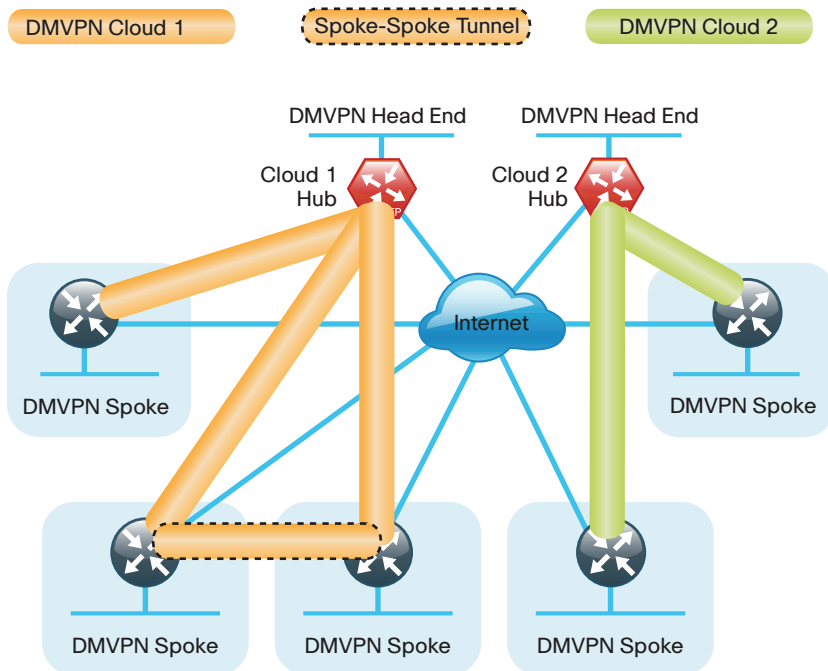 DMVPN Cloud 1
Spoke-Spoke Tunnel
DMVPN Cloud 2
DMVPN Head End
DMVPN Head End
Cloud 1
Hub
Cloud 2
Hub
Internet
DMVPN Spoke
DMVPN Spoke
DMVPN Spoke
DMVPN Spoke
DMVPN Spoke